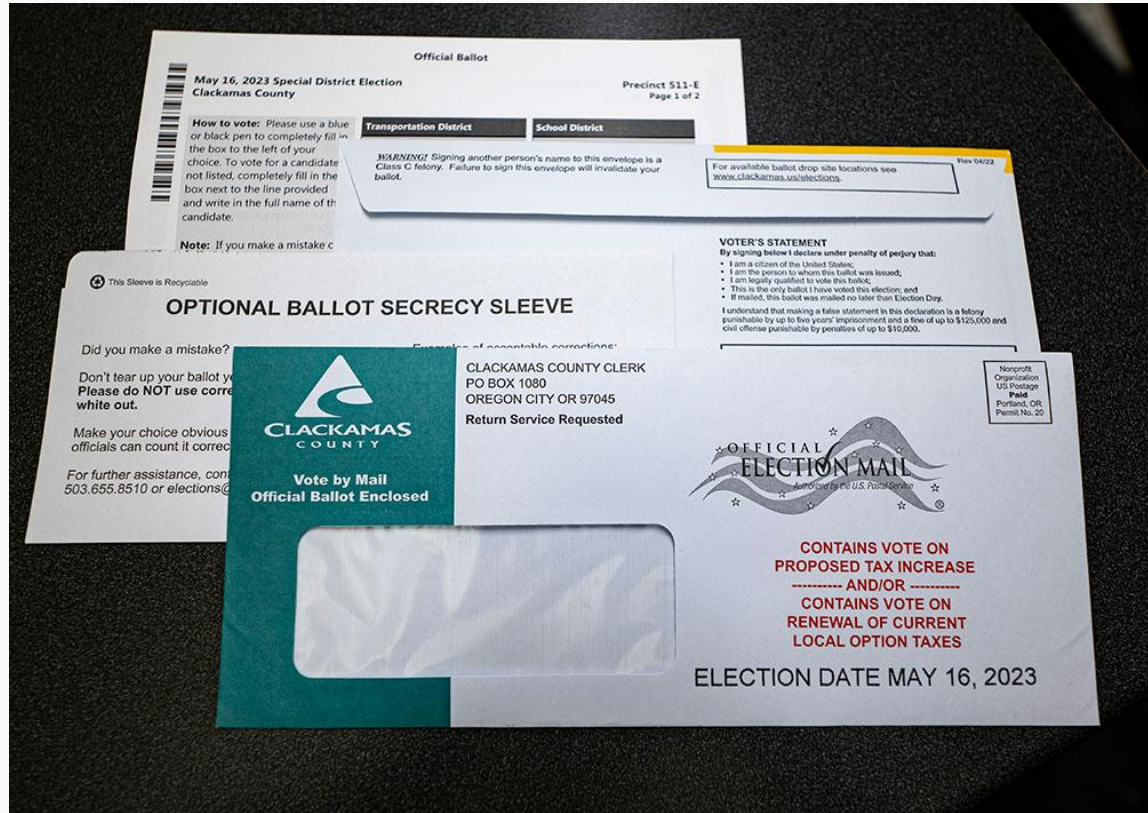 Official Ballot
May 16, 2023 Special District Election
Clackamas County
Precinct 511-E
Page 1 of 2
How to vote: Please use a blue
or black pen to completely fill in
the box to the left of your
choice. To vote for a candidate
not listed, completely fill in the
box next to the line provided
and write in the full name of th
candidate.
Note: If you make a mistake c
Transportation District
School District
WARNING! Signing another person's name to this envelope is a
Class C felony. Failure to sign this envelope will invalidate your
ballot.
For available ballot drop site locations see
www.clackamas.us/elections.
Rev 04/23
VOTER'S STATEMENT
By signing below I declare under penalty of perjury that:
• I am a citizen of the United States;
• I am the person to whom this ballot was issued;
• I am legally qualified to vote this ballot;
• This is the only ballot I have voted this election; and
• If mailed, this ballot was mailed no later than Election Day.
I understand that making a false statement in this declaration is a felony
punishable by up to five years' imprisonment and a fine of up to $125,000 and
civil offense punishable by penalties of up to $10,000.
This Sleeve is Recyclable
OPTIONAL BALLOT SECRECY SLEEVE
Did you make a mistake?
Examples of acceptable corrections:
Don't tear up your ballot ye
Please do NOT use corre
white out.
Make your choice obvious
officials can count it correc
For further assistance, con
503.655.8510 or elections@
CLACKAMAS
COUNTY
Vote by Mail
Official Ballot Enclosed
CLACKAMAS COUNTY CLERK
PO BOX 1080
OREGON CITY OR 97045
Return Service Requested
Nonprofit
Organization
US Postage
Paid
Portland, OR
Permit No. 20
OFFICIAL
ELECTION MAIL
Authorized by the U.S. Postal Service
®
CONTAINS VOTE ON
PROPOSED TAX INCREASE
---------- AND/OR ----------
CONTAINS VOTE ON
RENEWAL OF CURRENT
LOCAL OPTION TAXES
ELECTION DATE MAY 16, 2023